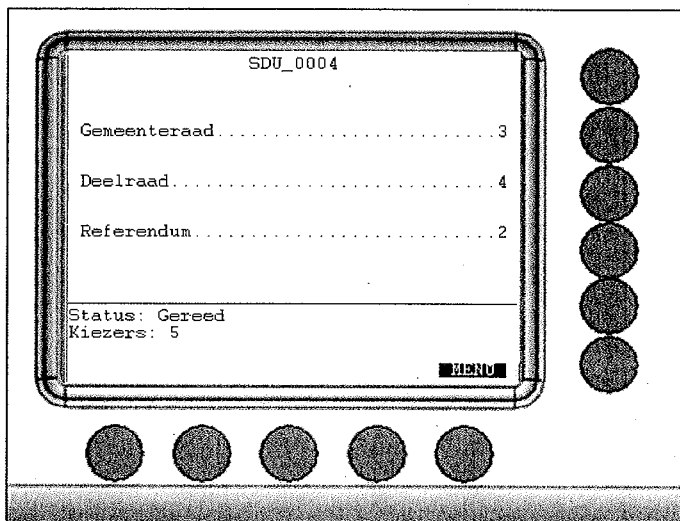 SDU_0004
Gemeenteraad.........................3
Deelraad.............................4
Referendum...........................2
Status: Gereed
Kiezers: 5
MENU